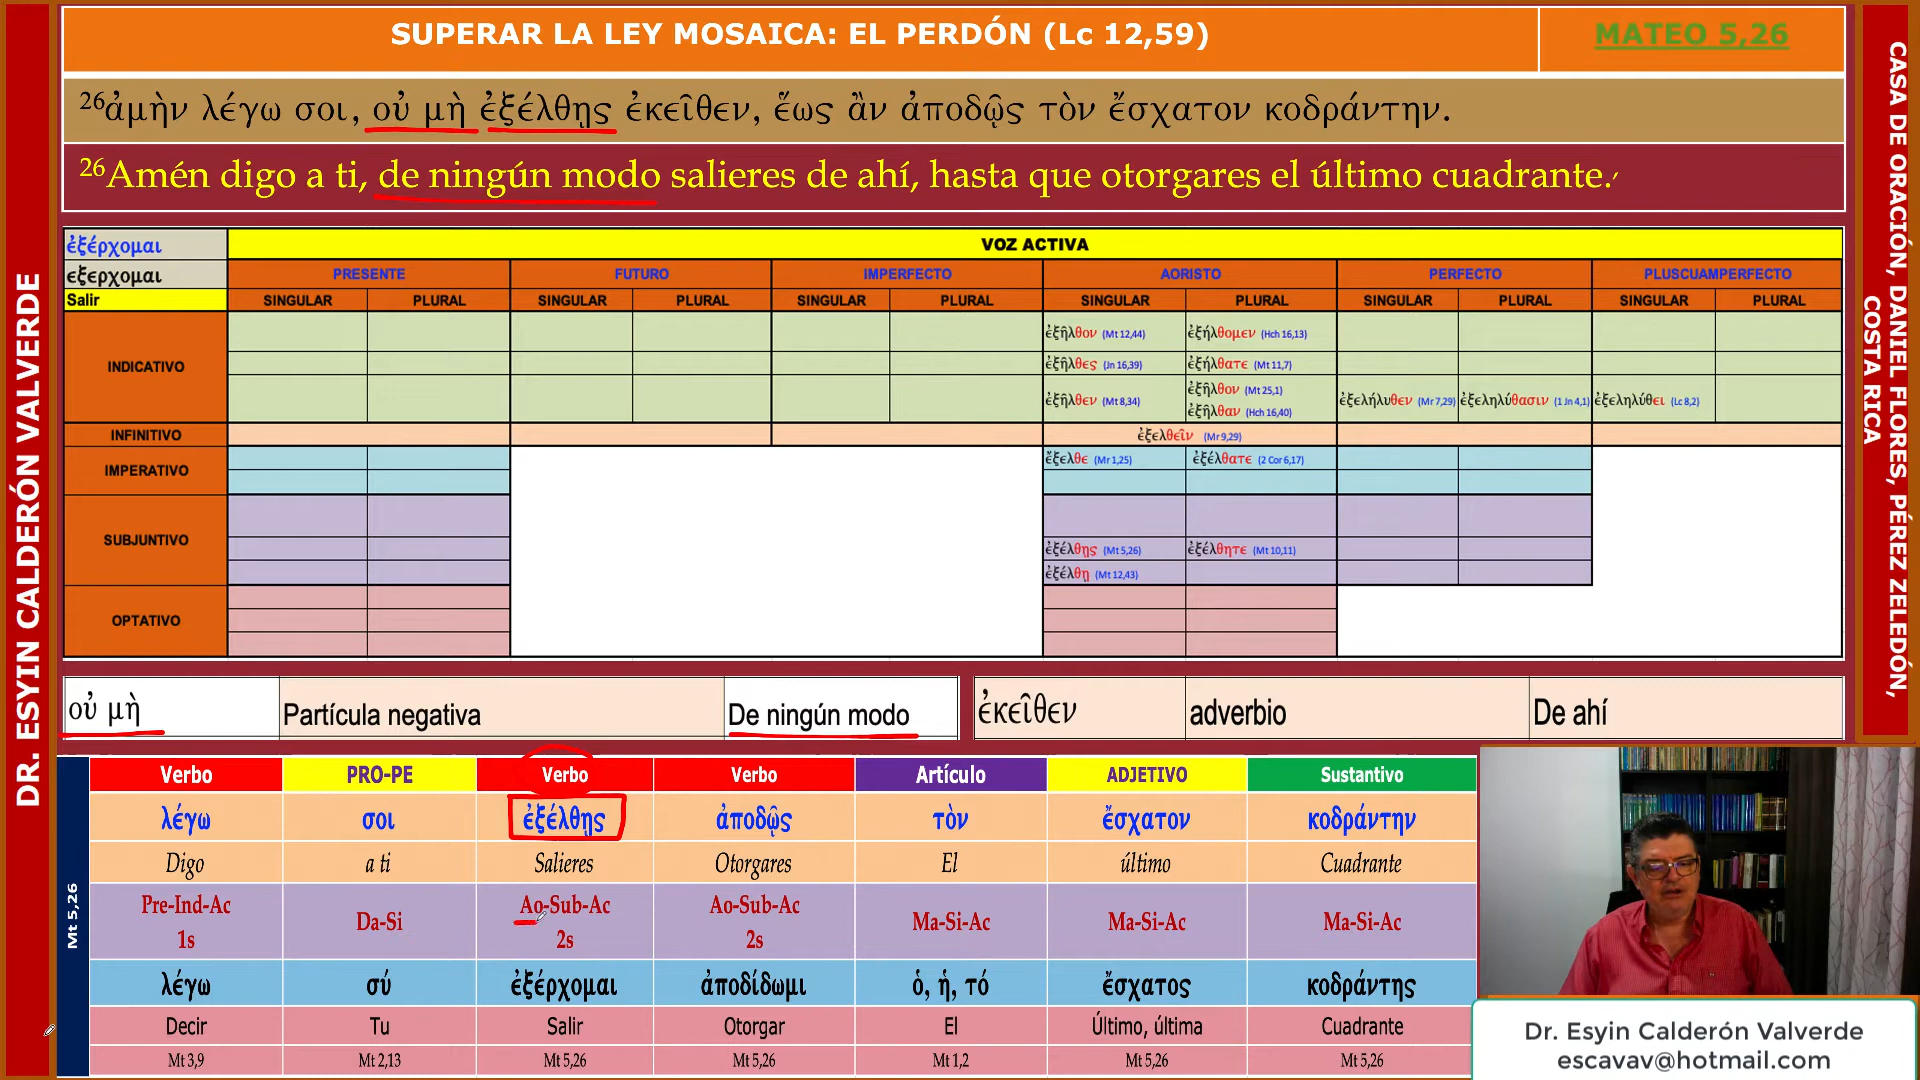 SUPERAR LA LEY MOSAICA: EL PERDÓN (Lc 12,59)
MATEO 5,26
26ἀμὴν λέγω σοι, οὐ μὴ ἐξέλθῃς ἐκεῖθεν, ἕως ἂν ἀποδῷς τὸν ἔσχατον κοδράντην.
26Amén digo a ti, de ningún modo salieres de ahí, hasta que otorgares el último cuadrante.
DR. ESYIN CALDERÓN VALVERDE
CASA DE ORACIÓN, DANIEL FLORES, PÉREZ ZELEDÓN,
COSTA RICA
ἐξέρχομαι VOZ ACTIVA
εξερχομαι PRESENTE FUTURO IMPERFECTO AORISTO PERFECTO PLUSCUAMPERFECTO
Salir SINGULAR PLURAL SINGULAR PLURAL SINGULAR PLURAL SINGULAR PLURAL SINGULAR PLURAL SINGULAR PLURAL
INDICATIVO
ἐξῆλθον (Mt 12,44) ἐξήλθομεν (Hch 16,13)
ἐξῆλθες (Jn 16,39) ἐξήλθατε (Mt 11,7)
ἐξῆλθεν (Mt 8,34) ἐξῆλθον (Mt 25,1) ἐξελήλυθεν (Mr 7,29) ἐξεληλύθασιν (1 Jn 4,1) ἐξεληλύθει (Lc 8,2)
ἐξῆλθαν (Hch 16,40)
INFINITIVO ἐξελθεῖν (Mr 9,29)
IMPERATIVO ἔξελθε (Mr 1,25) ἐξέλθατε (2 Cor 6,17)
SUBJUNTIVO
ἐξέλθῃς (Mt 5,26) ἐξέλθητε (Mt 10,11)
ἐξέλθῃ (Mt 12,43)
OPTATIVO
οὐ μὴ Partícula negativa De ningún modo
ἐκεῖθεν adverbio De ahí
Mt 5,26
Verbo PRO-PE Verbo Verbo Artículo ADJETIVO Sustantivo
λέγω σοι ἐξέλθῃς ἀποδῷς τὸν ἔσχατον κοδράντην
Digo a ti Salieres Otorgares El último Cuadrante
Pre-Ind-Ac Da-Si Ao-Sub-Ac Ao-Sub-Ac Ma-Si-Ac Ma-Si-Ac Ma-Si-Ac
1s 2s 2s
λέγω σύ ἐξέρχομαι ἀποδίδωμι ὁ, ἡ, τό ἔσχατος κοδράντης
Decir Tu Salir Otorgar El Último, última Cuadrante
Mt 3,9 Mt 2,13 Mt 5,26 Mt 5,26 Mt 1,2 Mt 5,26 Mt 5,26
Dr. Esyin Calderón Valverde
escavav@hotmail.com